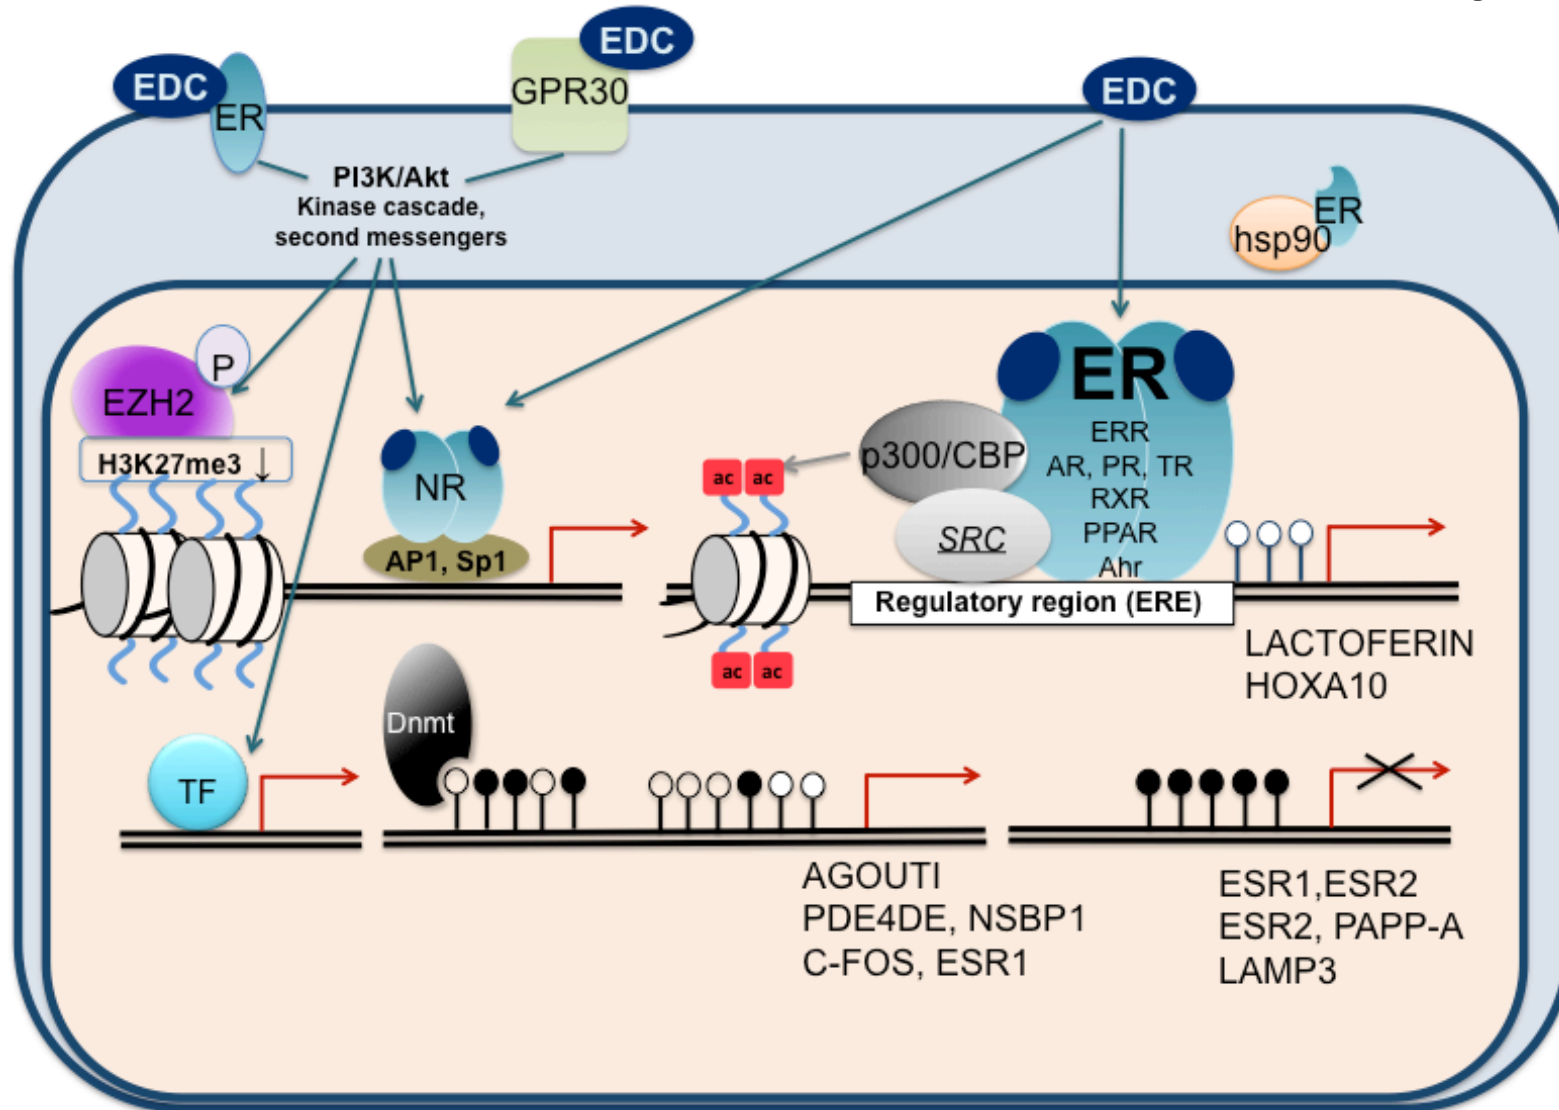 EDC
EDC
EDC
ER
GPR30
PI3K/Akt
Kinase cascade,
second messengers
ER
hsp90
P
EZH2
H3K27me3 ↓
NR
AP1, Sp1
ac ac
p300/CBP
SRC
ER
ERR
AR, PR, TR
RXR
PPAR
Ahr
Regulatory region (ERE)
ac ac
LACTOFERIN
HOXA10
Dnmt
TF
AGOUTI
PDE4DE, NSBP1
C-FOS, ESR1
ESR1,ESR2
ESR2, PAPP-A
LAMP3